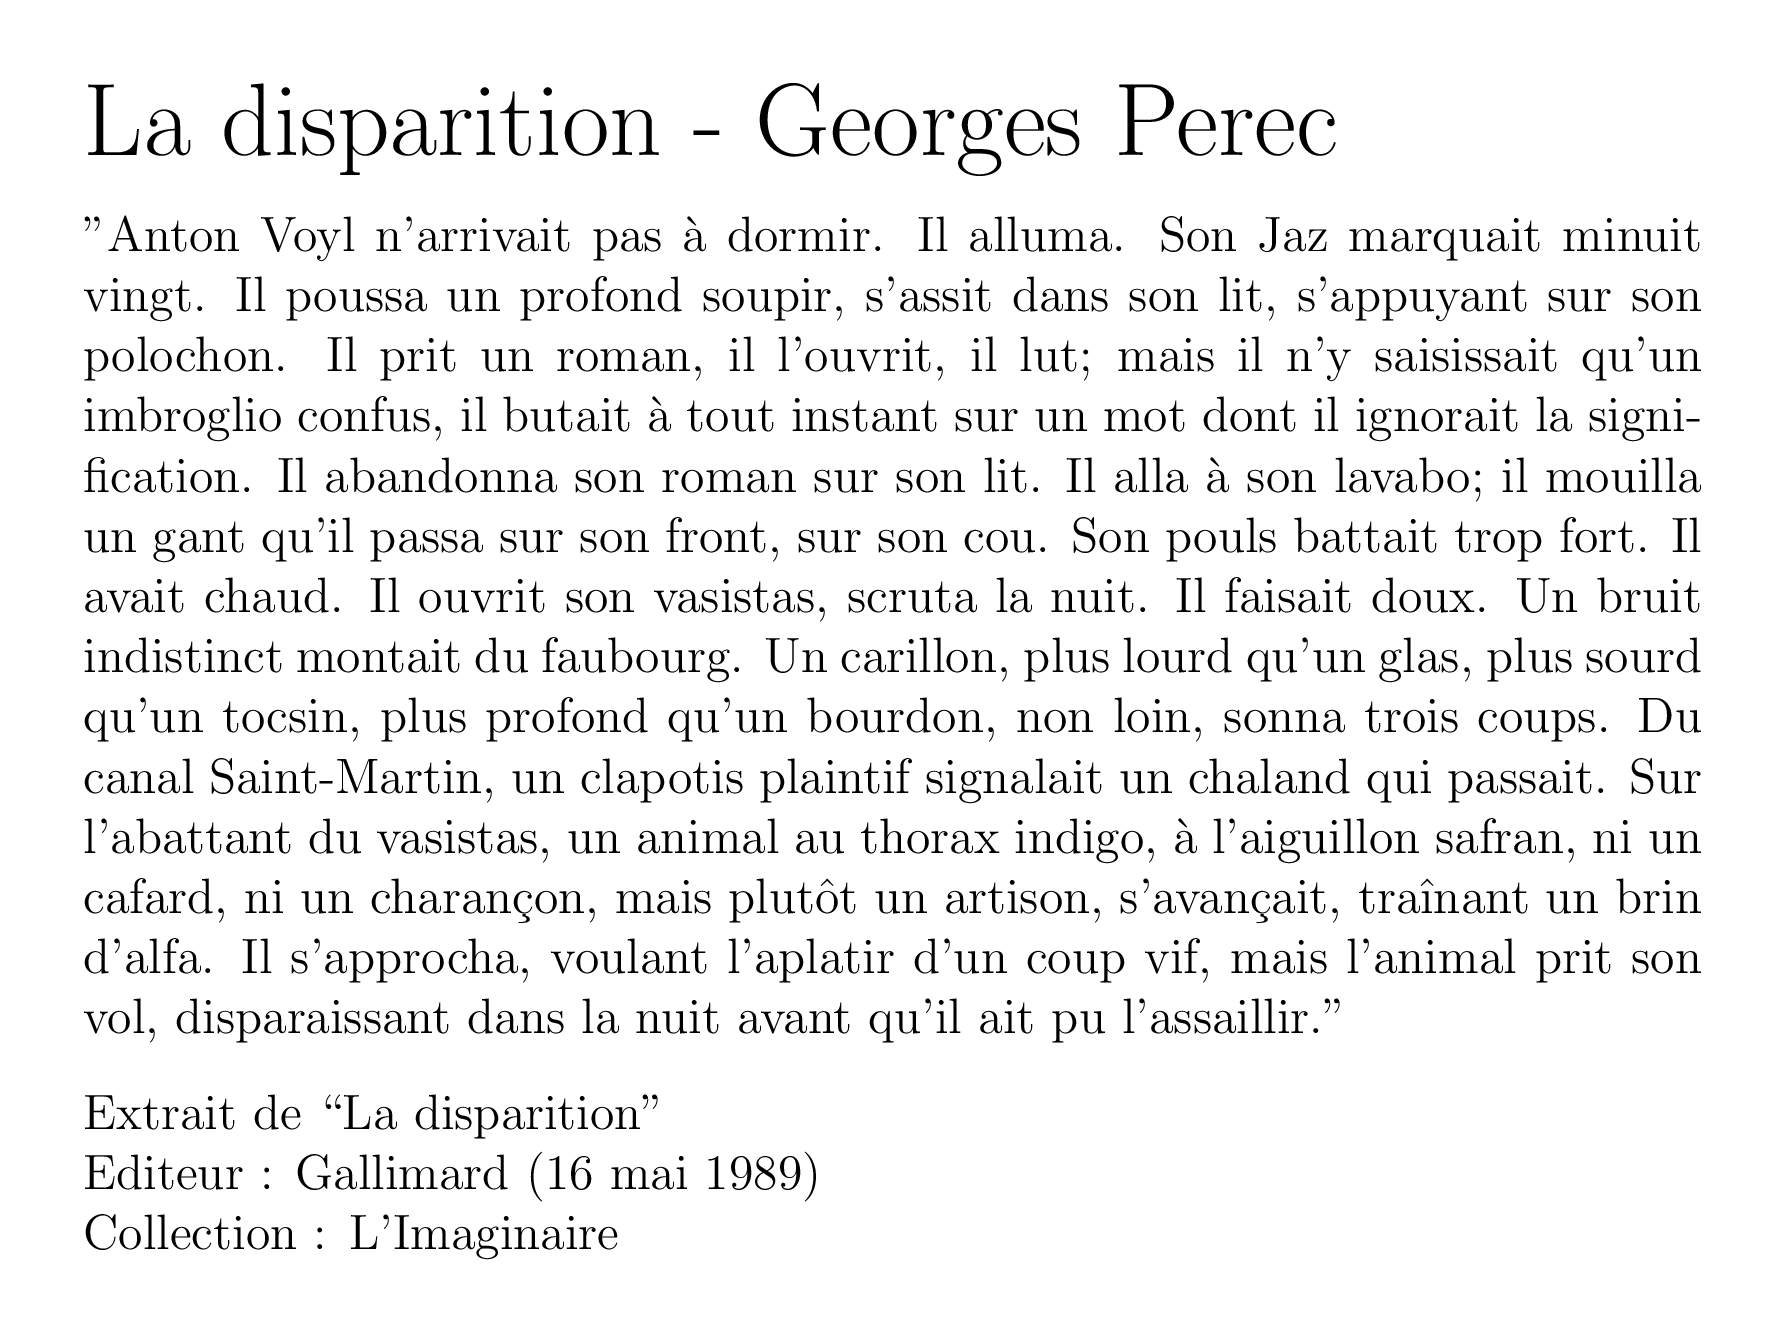 La disparition - Georges Perec
”Anton Voyl n’arrivait pas à dormir. Il alluma. Son Jaz marquait minuit
vingt. Il poussa un profond soupir, s’assit dans son lit, s’appuyant sur son
polochon. Il prit un roman, il l’ouvrit, il lut; mais il n’y saisissait qu’un
imbroglio confus, il butait à tout instant sur un mot dont il ignorait la signi-
fication. Il abandonna son roman sur son lit. Il alla à son lavabo; il mouilla
un gant qu’il passa sur son front, sur son cou. Son pouls battait trop fort. Il
avait chaud. Il ouvrit son vasistas, scruta la nuit. Il faisait doux. Un bruit
indistinct montait du faubourg. Un carillon, plus lourd qu’un glas, plus sourd
qu’un tocsin, plus profond qu’un bourdon, non loin, sonna trois coups. Du
canal Saint-Martin, un clapotis plaintif signalait un chaland qui passait. Sur
l’abattant du vasistas, un animal au thorax indigo, à l’aiguillon safran, ni un
cafard, ni un charançon, mais plutôt un artison, s’avançait, traînant un brin
d’alfa. Il s’approcha, voulant l’aplatir d’un coup vif, mais l’animal prit son
vol, disparaissant dans la nuit avant qu’il ait pu l’assaillir.”
Extrait de “La disparition”
Editeur : Gallimard (16 mai 1989)
Collection : L’Imaginaire